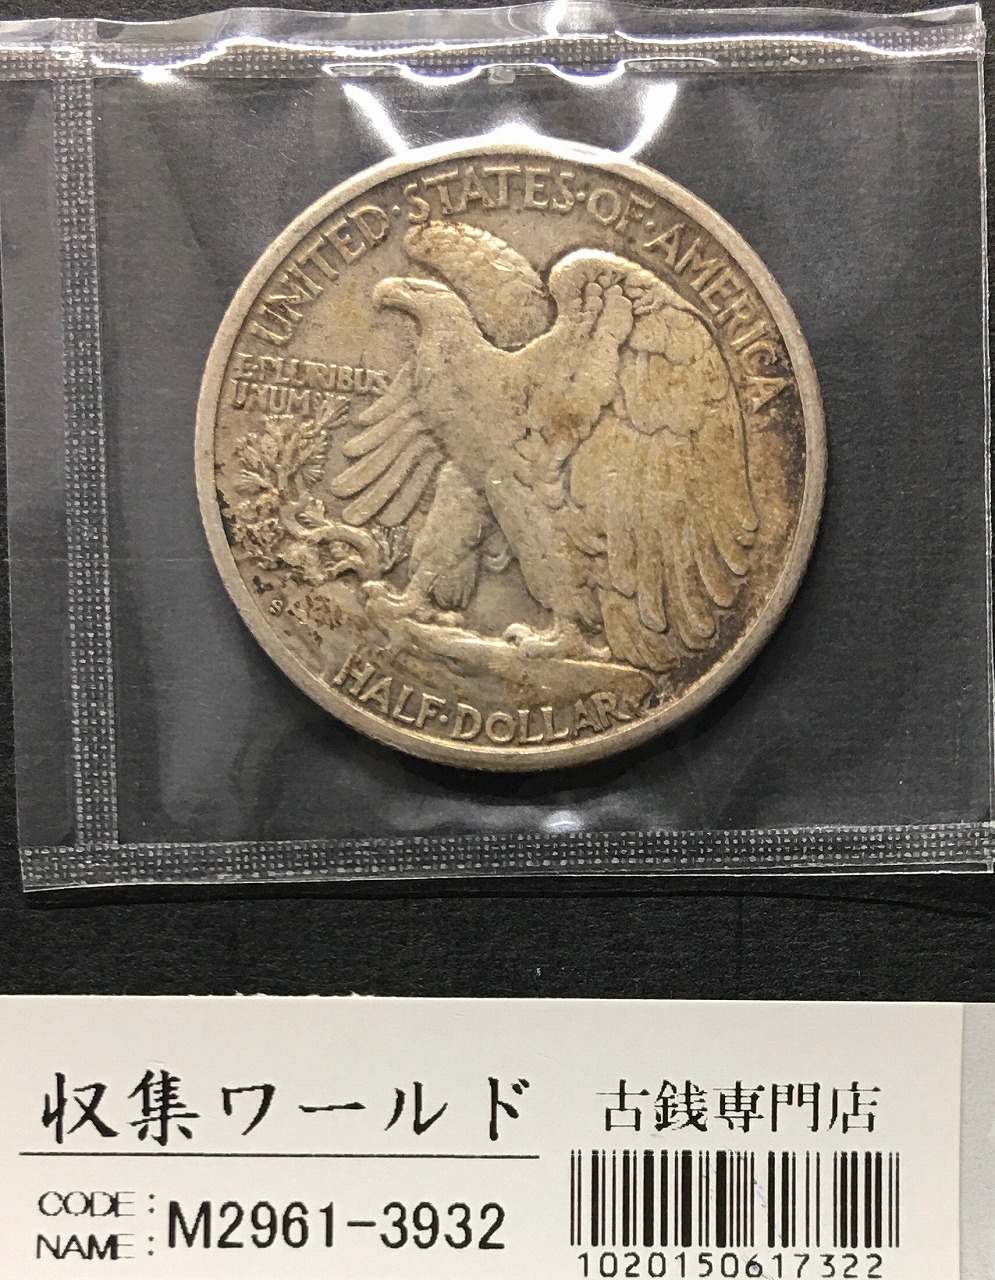 UNITED·STATES·OF·AMERICA
E·PLURIBUS
UNUM
S
HALF·DOLLAR
収集ワールド
古銭専門店
CODE:
NAME:
M2961-3932
1020150617322